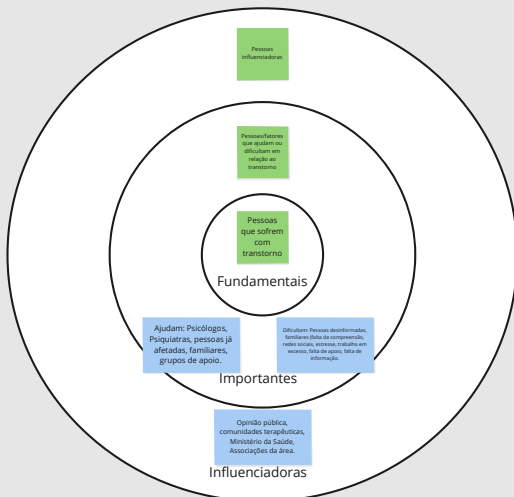 Pessoas
influenciadoras
Pessoas/fatores
que ajudam ou
dificultam em
relação ao
transtorno
Pessoas
que sofrem
com
transtorno
Fundamentais
Ajudam: Psicólogos,
Psiquiatras, pessoas já
afetadas, familiares,
grupos de apoio.
Dificultam: Pessoas desinformadas,
familiares (falta de compreensão,
redes sociais, estresse, trabalho em
excesso, falta de apoio, falta de
informação.
Importantes
Opinião pública,
comunidades terapêuticas,
Ministério da Saúde,
Associações da área.
Influenciadoras